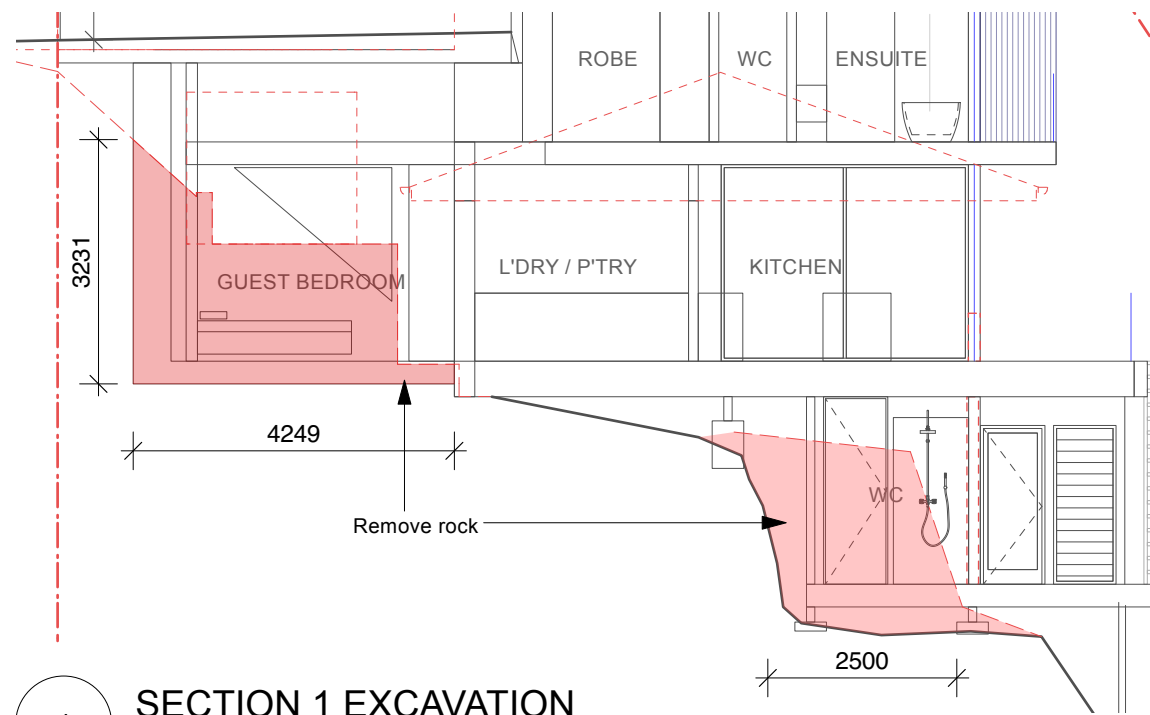 ROBE
WC
ENSUITE
3231
GUEST BEDROOM
L'DRY / P'TRY
KITCHEN
4249
WC
Remove rock
2500
SECTION 1 EXCAVATION